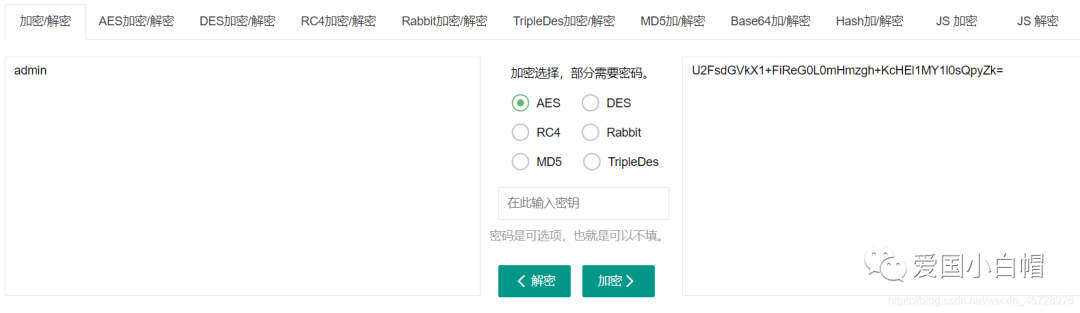 加密/解密 AES加密/解密 DES加密/解密 RC4加密/解密 Rabbit加密/解密 TripleDes加密/解密 MD5加/解密 Base64加/解密 Hash加/解密 JS 加密 JS 解密
admin
加密选择，部分需要密码。
AES DES
RC4 Rabbit
MD5 TripleDes
在此输入密钥
密码是可选项，也就是可以不填。
解密 加密
U2FsdGVkX1+FiReG0L0mHmzgh+KcHEl1MY1l0sQpyZk=
爱国小白帽
https://blog.csdn.net/weixin_45728976